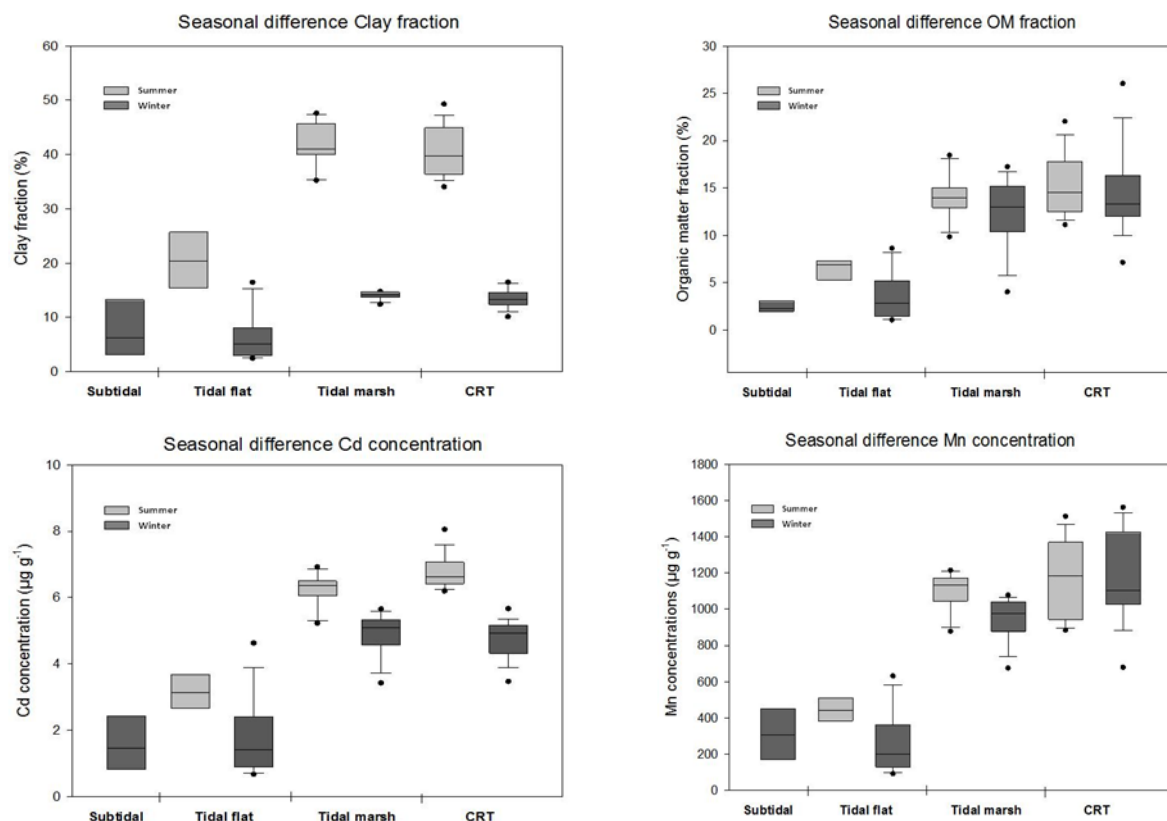 Seasonal difference Clay fraction
60
50
40
30
20
10
0
Clay fraction (%)
Summer
Winter
Subtidal Tidal flat Tidal marsh CRT
Seasonal difference OM fraction
30
25
20
15
10
5
0
Organic matter fraction (%)
Summer
Winter
Subtidal Tidal flat Tidal marsh CRT
Seasonal difference Cd concentration
10
8
6
4
2
0
Cd concentration (µg g⁻¹)
Summer
Winter
Subtidal Tidal flat Tidal marsh CRT
Seasonal difference Mn concentration
1800
1600
1400
1200
1000
800
600
400
200
0
Mn concentrations (µg g⁻¹)
Summer
Winter
Subtidal Tidal flat Tidal marsh CRT